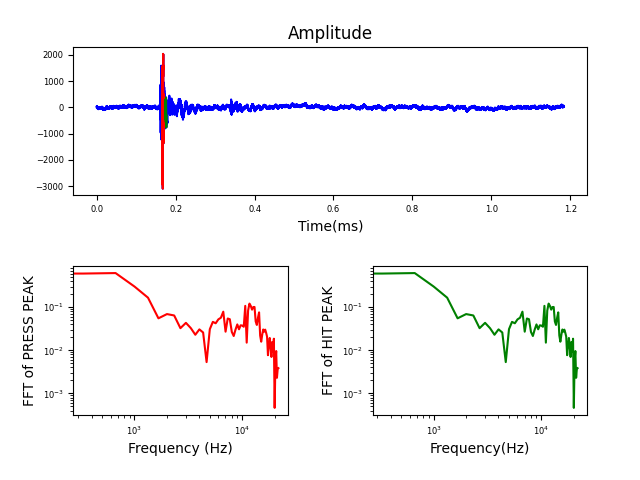 Amplitude
2000
1000
0
−1000
−2000
−3000
0.0 0.2 0.4 0.6 0.8 1.0 1.2
Time(ms)
FFT of PRESS PEAK
10⁻¹
10⁻²
10⁻³
10³ 10⁴
Frequency (Hz)
FFT of HIT PEAK
10⁻¹
10⁻²
10⁻³
10³ 10⁴
Frequency(Hz)